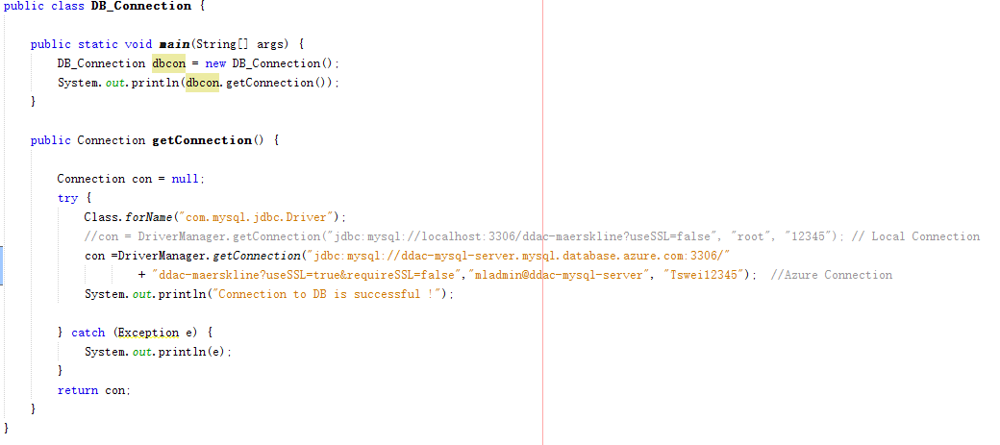 public class DB_Connection {
public static void main(String[] args) {
DB_Connection dbcon = new DB_Connection();
System.out.println(dbcon.getConnection());
}
public Connection getConnection() {
Connection con = null;
try {
Class.forName("com.mysql.jdbc.Driver");
//con = DriverManager.getConnection("jdbc:mysql://localhost:3306/ddac-maerskline?useSSL=false", "root", "12345"); // Local Connection
con =DriverManager.getConnection("jdbc:mysql://ddac-mysql-server.mysql.database.azure.com:3306/"
+ "ddac-maerskline?useSSL=true&requireSSL=false","mladmin@ddac-mysql-server", "Tswei12345"); //Azure Connection
System.out.println("Connection to DB is successful !");
} catch (Exception e) {
System.out.println(e);
}
return con;
}
}